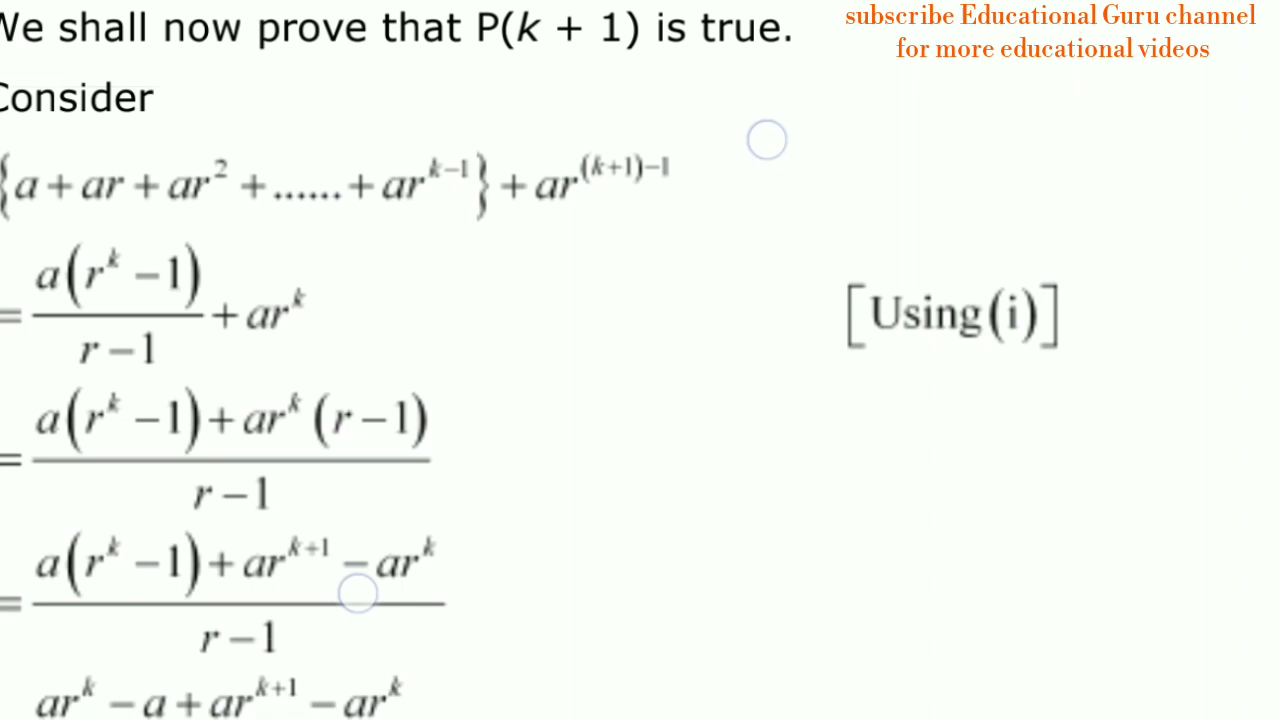 We shall now prove that P(k + 1) is true.
subscribe Educational Guru channel
for more educational videos
Consider
{a + ar + ar² + ...... + ar^(k−1)} + ar^((k+1)−1)
= a(r^k − 1) / (r − 1) + ar^k [Using (i)]
= (a(r^k − 1) + ar^k (r − 1)) / (r − 1)
= (a(r^k − 1) + ar^(k+1) − ar^k) / (r − 1)
ar^k − a + ar^(k+1) − ar^k